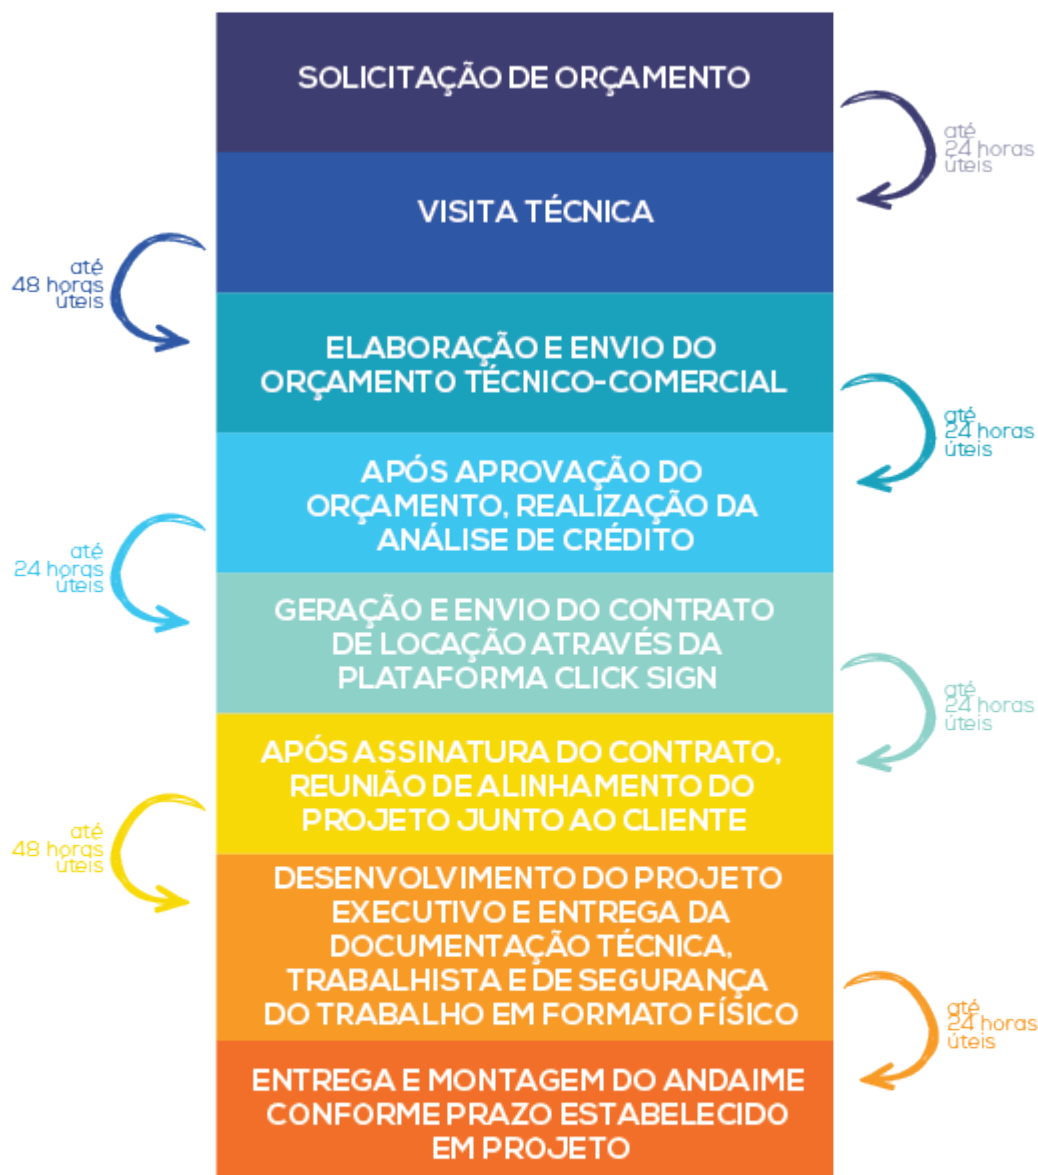 SOLICITAÇÃO DE ORÇAMENTO
até
24 horas
úteis
VISITA TÉCNICA
até
48 horas
úteis
ELABORAÇÃO E ENVIO DO
ORÇAMENTO TÉCNICO-COMERCIAL
até
24 horas
úteis
APÓS APROVAÇÃO DO
ORÇAMENTO, REALIZAÇÃO DA
ANÁLISE DE CRÉDITO
até
24 horas
úteis
GERAÇÃO E ENVIO DO CONTRATO
DE LOCAÇÃO ATRAVÉS DA
PLATAFORMA CLICK SIGN
até
24 horas
úteis
APÓS ASSINATURA DO CONTRATO,
REUNIÃO DE ALINHAMENTO DO
PROJETO JUNTO AO CLIENTE
até
48 horas
úteis
DESENVOLVIMENTO DO PROJETO
EXECUTIVO E ENTREGA DA
DOCUMENTAÇÃO TÉCNICA,
TRABALHISTA E DE SEGURANÇA
DO TRABALHO EM FORMATO FÍSICO
até
24 horas
úteis
ENTREGA E MONTAGEM DO ANDAIME
CONFORME PRAZO ESTABELECIDO
EM PROJETO